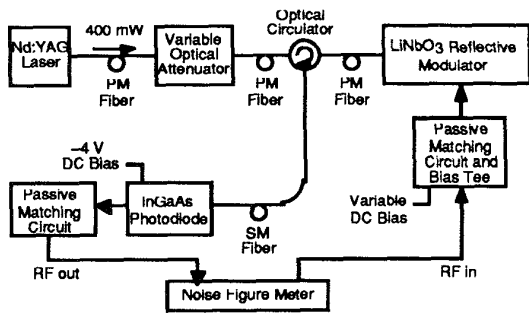 Nd:YAG
Laser
400 mW
PM
Fiber
Variable
Optical
Attenuator
PM
Fiber
Optical
Circulator
PM
Fiber
LiNbO3 Reflective
Modulator
Passive
Matching
Circuit and
Bias Tee
Variable
DC Bias
–4 V
DC Bias
Passive
Matching
Circuit
InGaAs
Photodiode
SM
Fiber
RF out
RF in
Noise Figure Meter